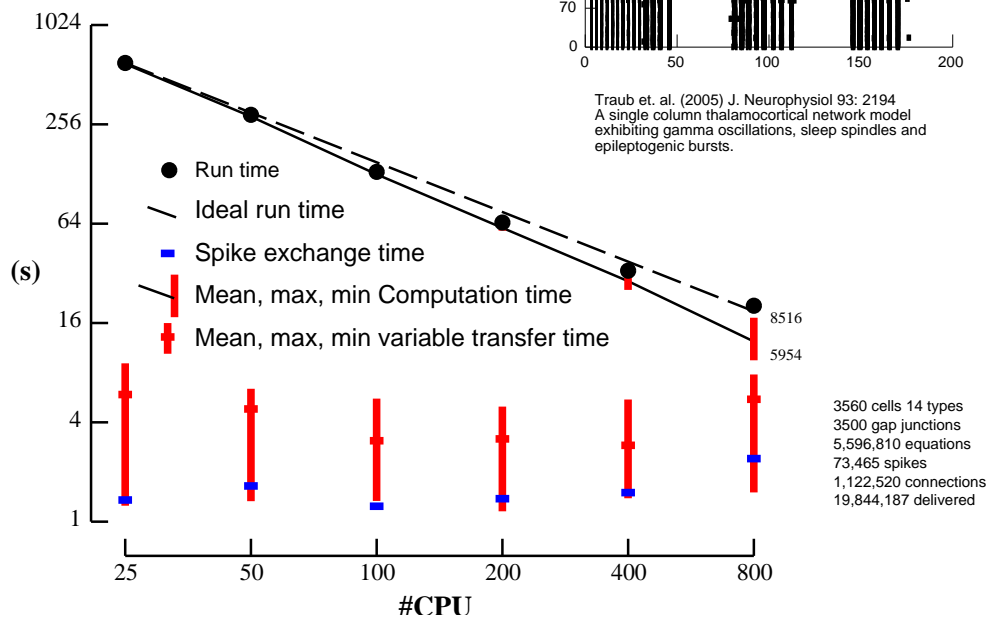 70
0
0 50 100 150 200
Traub et. al. (2005) J. Neurophysiol 93: 2194
A single column thalamocortical network model
exhibiting gamma oscillations, sleep spindles and
epileptogenic bursts.
1024
256
64
16
4
1
(s)
Run time
Ideal run time
Spike exchange time
Mean, max, min Computation time
Mean, max, min variable transfer time
8516
5954
3560 cells 14 types
3500 gap junctions
5,596,810 equations
73,465 spikes
1,122,520 connections
19,844,187 delivered
25 50 100 200 400 800
#CPU